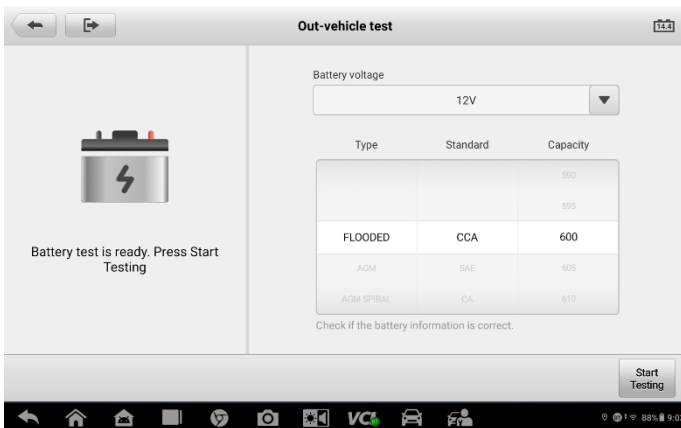 Out-vehicle test
14.4
Battery voltage
12V
Type Standard Capacity
590
595
FLOODED CCA 600
AGM SAE 605
AGM SPIRAL CA 610
Check if the battery information is correct.
Battery test is ready. Press Start
Testing
Start
Testing
VCI 88%